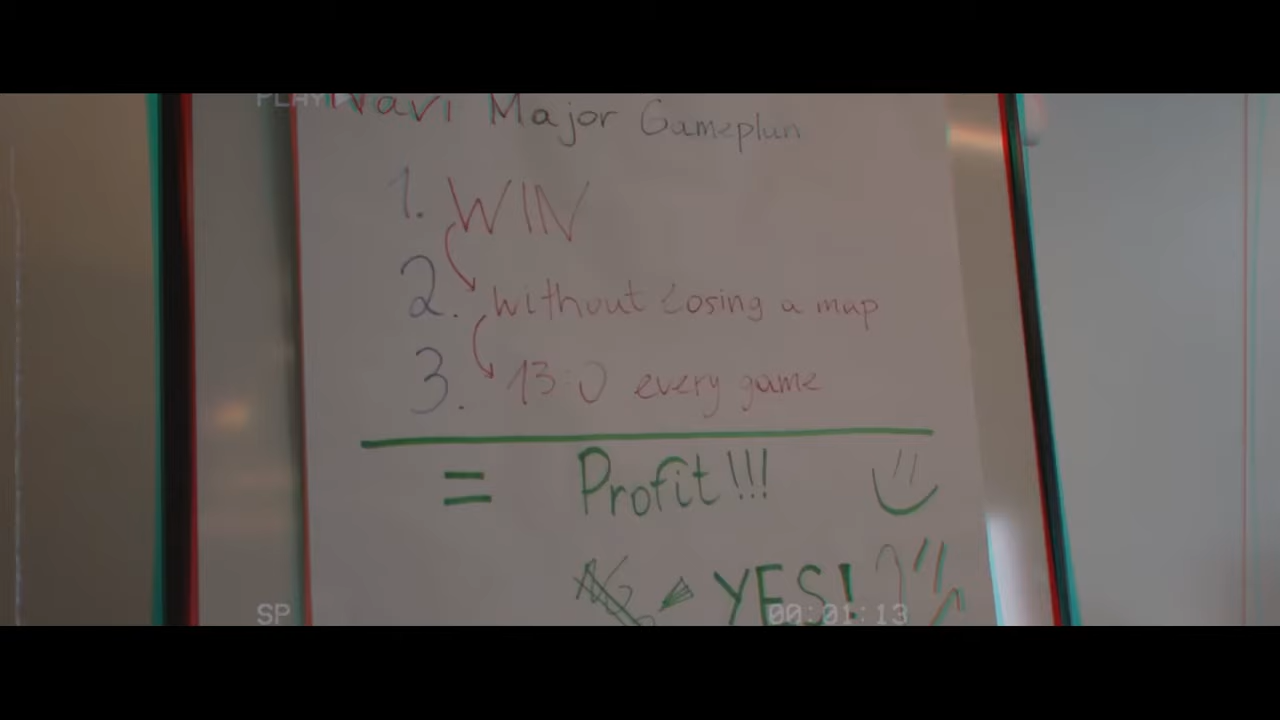 PLAY
Navi Major Gameplan
1. WIN
2. without Losing a map
3. 13:0 every game
= Profit!!!
YES!
SP 00:01:13